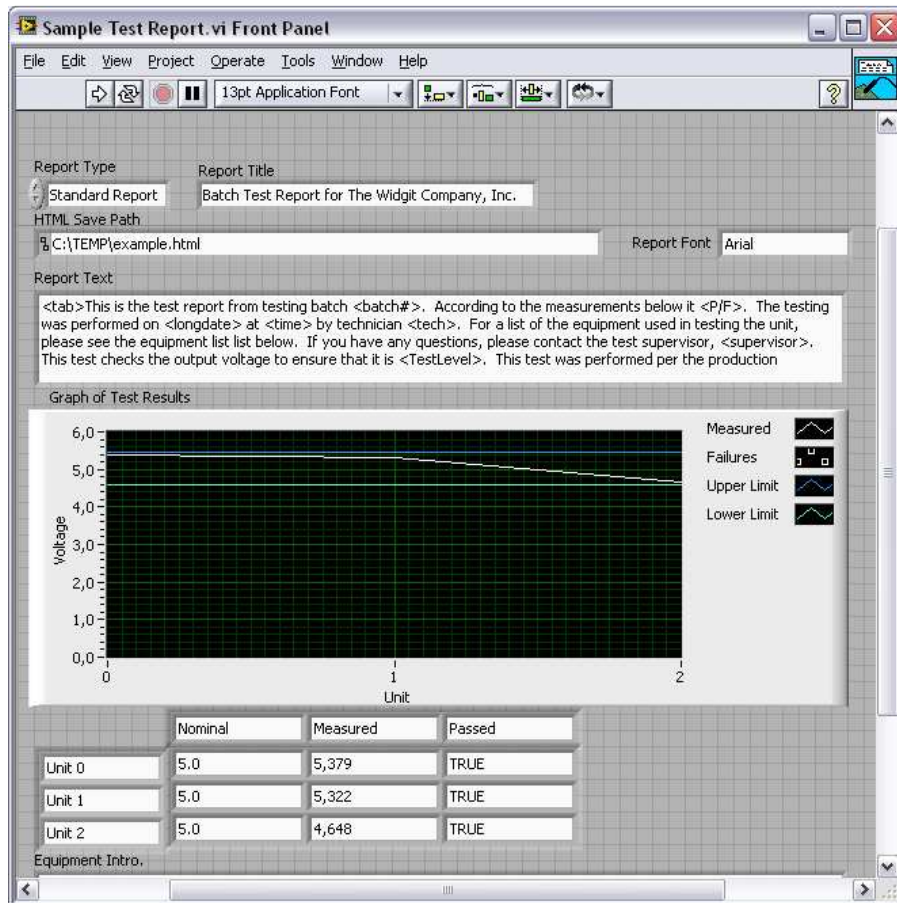 Sample Test Report.vi Front Panel
File Edit View Project Operate Tools Window Help
13pt Application Font
?
Report Type
Report Title
Standard Report
Batch Test Report for The Widgit Company, Inc.
HTML Save Path
C:\TEMP\example.html
Report Font
Arial
Report Text
<tab>This is the test report from testing batch <batch#>. According to the measurements below it <P/F>. The testing
was performed on <longdate> at <time> by technician <tech>. For a list of the equipment used in testing the unit,
please see the equipment list list below. If you have any questions, please contact the test supervisor, <supervisor>.
This test checks the output voltage to ensure that it is <TestLevel>. This test was performed per the production
Graph of Test Results
6,0
5,0
4,0
3,0
2,0
1,0
0,0
Voltage
0
1
2
Unit
Measured
Failures
Upper Limit
Lower Limit
Nominal Measured Passed
Unit 0 5.0 5,379 TRUE
Unit 1 5.0 5,322 TRUE
Unit 2 5.0 4,648 TRUE
Equipment Intro.